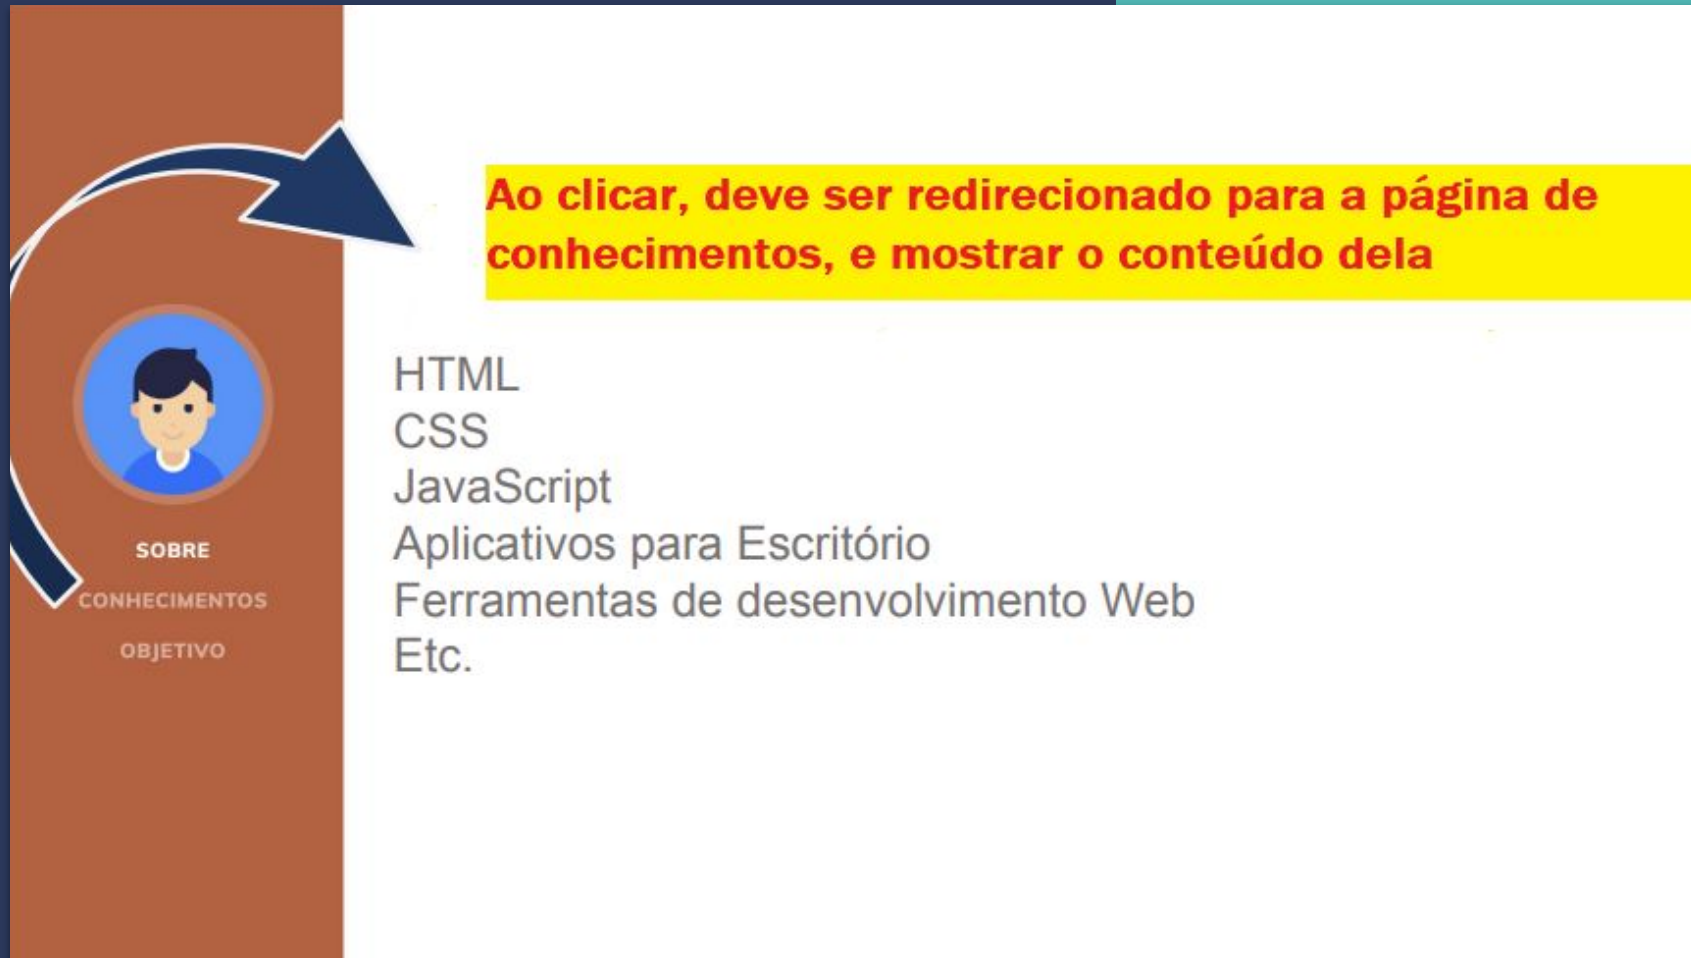 Ao clicar, deve ser redirecionado para a página de
conhecimentos, e mostrar o conteúdo dela
HTML
CSS
JavaScript
Aplicativos para Escritório
Ferramentas de desenvolvimento Web
Etc.
SOBRE
CONHECIMENTOS
OBJETIVO